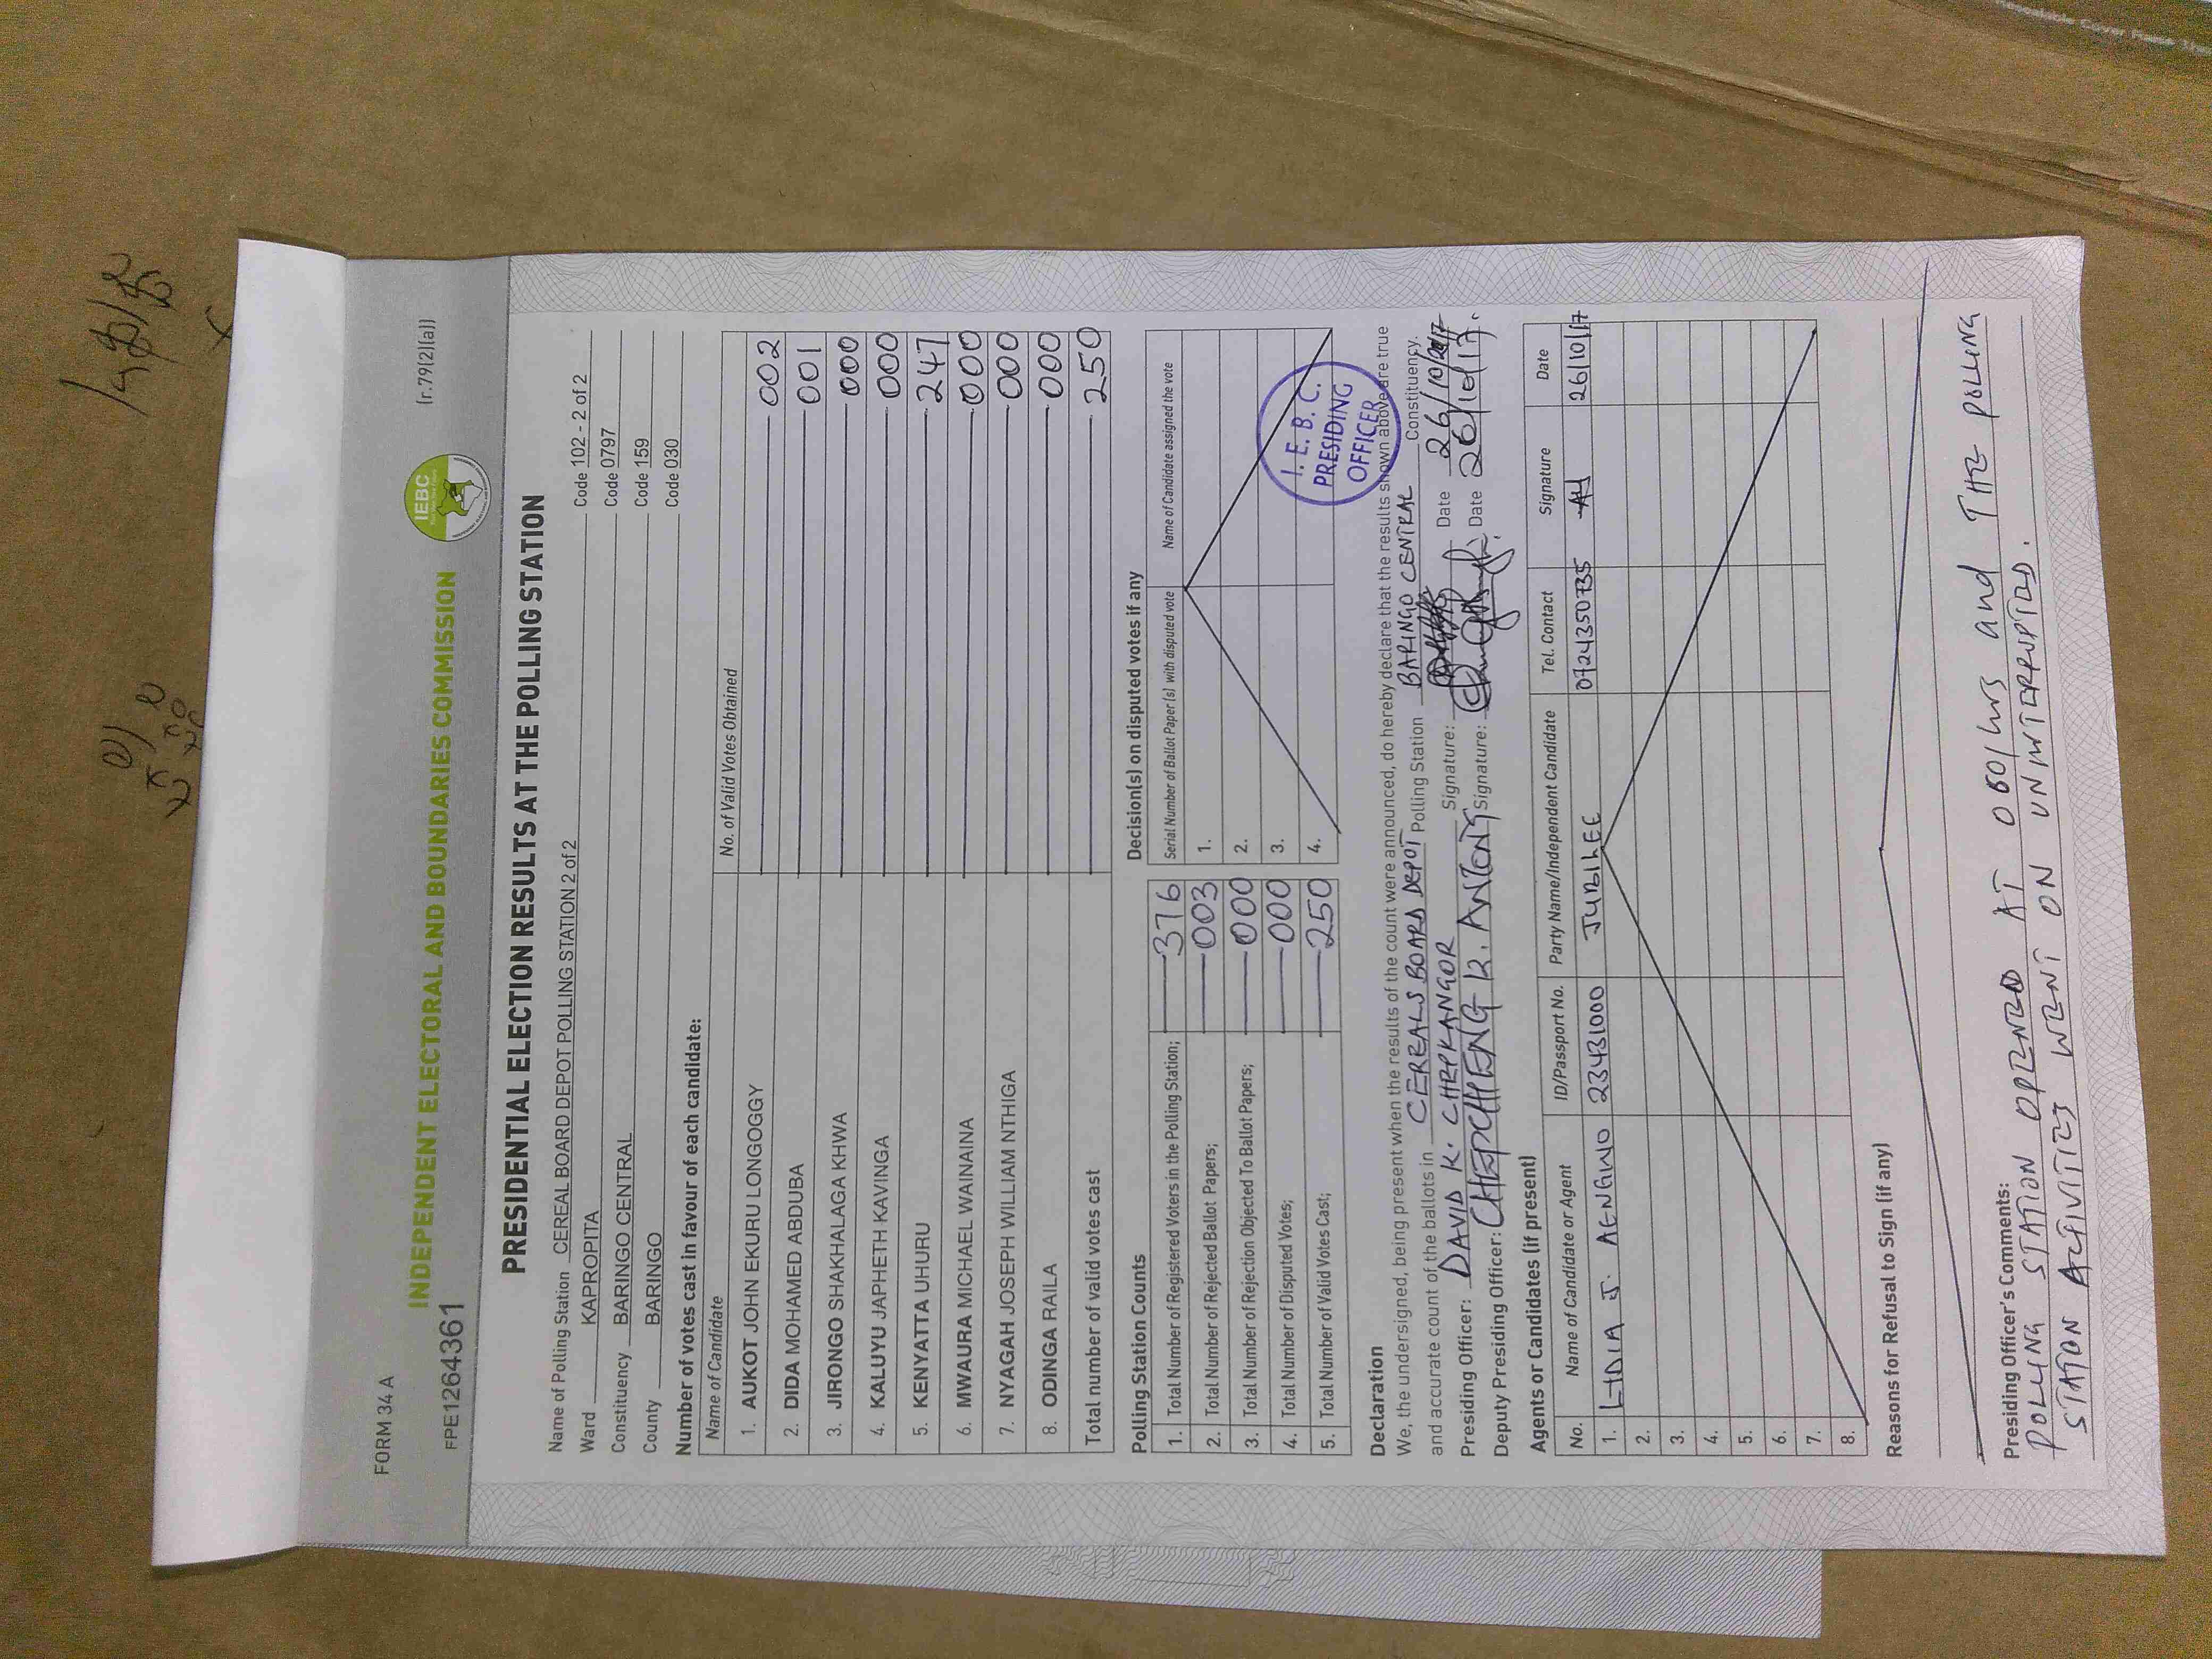 FORM 34 A
(r.79(2)(a))
IEBC
INDEPENDENT ELECTORAL AND BOUNDARIES COMMISSION
FPE1264361
PRESIDENTIAL ELECTION RESULTS AT THE POLLING STATION
Name of Polling Station CEREAL BOARD DEPOT POLLING STATION 2 of 2 Code 102 - 2 of 2
Ward KAPROPITA Code 0797
Constituency BARINGO CENTRAL Code 159
County BARINGO Code 030
Number of votes cast in favour of each candidate:
Name of Candidate No. of Valid Votes Obtained
1. AUKOT JOHN EKURU LONGOGGY 002
2. DIDA MOHAMED ABDUBA 001
3. JIRONGO SHAKHALAGA KHWA 000
4. KALUYU JAPHETH KAVINGA 000
5. KENYATTA UHURU 247
6. MWAURA MICHAEL WAINAINA 000
7. NYAGAH JOSEPH WILLIAM NTHIGA 000
8. ODINGA RAILA 000
Total number of valid votes cast 250
Polling Station Counts
1. Total Number of Registered Voters in the Polling Station; 376
2. Total Number of Rejected Ballot Papers; 003
3. Total Number of Rejection Objected To Ballot Papers; 000
4. Total Number of Disputed Votes; 000
5. Total Number of Valid Votes Cast; 250
Decision(s) on disputed votes if any
Serial Number of Ballot Paper(s) with disputed vote Name of Candidate assigned the vote
1.
2.
3.
4.
I. E. B. C.
PRESIDING
OFFICER
Declaration
We, the undersigned, being present when the results of the count were announced, do hereby declare that the results shown above are true
and accurate count of the ballots in CEREALS BOARD DEPOT Polling Station BARINGO CENTRAL Constituency.
Presiding Officer: DAVID K. CHEPKANGOR Signature: Date 26/10/2017
Deputy Presiding Officer: CHEPCHIENG K. ANTONY Signature: Date 26/10/17.
Agents or Candidates (if present)
No. Name of Candidate or Agent ID/Passport No. Party Name/Independent Candidate Tel. Contact Signature Date
1. LYDIA J. AENGWO 23431000 JUBILEE 0724350735 26/10/17
2.
3.
4.
5.
6.
7.
8.
Reasons for Refusal to Sign (if any)
Presiding Officer's Comments:
POLLING STATION OPENED AT 0601hrs and THE POLLING
STATION ACTIVITIES WENT ON UNINTERRUPTED.